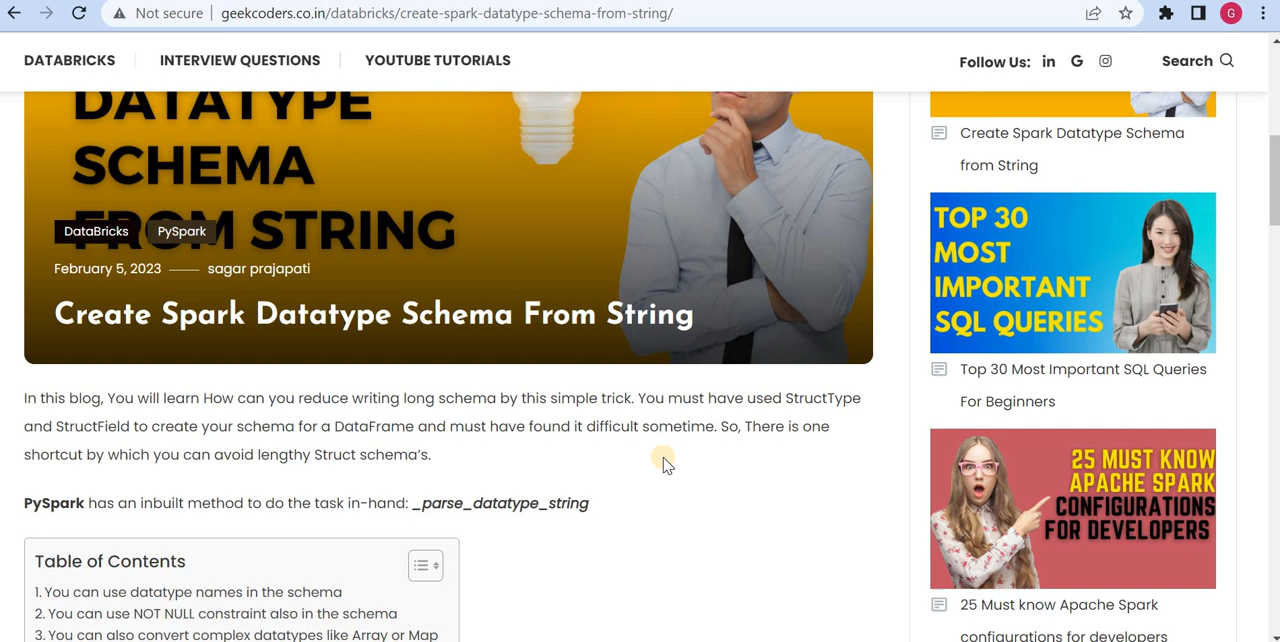 Not secure | geekcoders.co.in/databricks/create-spark-datatype-schema-from-string/
G
DATABRICKS
INTERVIEW QUESTIONS
YOUTUBE TUTORIALS
Follow Us: in G
Search
DATATYPE
SCHEMA
FROM STRING
DataBricks
PySpark
February 5, 2023
sagar prajapati
Create Spark Datatype Schema From String
In this blog, You will learn How can you reduce writing long schema by this simple trick. You must have used StructType
and StructField to create your schema for a DataFrame and must have found it difficult sometime. So, There is one
shortcut by which you can avoid lengthy Struct schema’s.
PySpark has an inbuilt method to do the task in-hand: _parse_datatype_string
Table of Contents
1. You can use datatype names in the schema
2. You can use NOT NULL constraint also in the schema
3. You can also convert complex datatypes like Array or Map
Create Spark Datatype Schema
from String
TOP 30
MOST
IMPORTANT
SQL QUERIES
Top 30 Most Important SQL Queries
For Beginners
25 MUST KNOW
APACHE SPARK
CONFIGURATIONS
FOR DEVELOPERS
25 Must know Apache Spark
configurations for developers